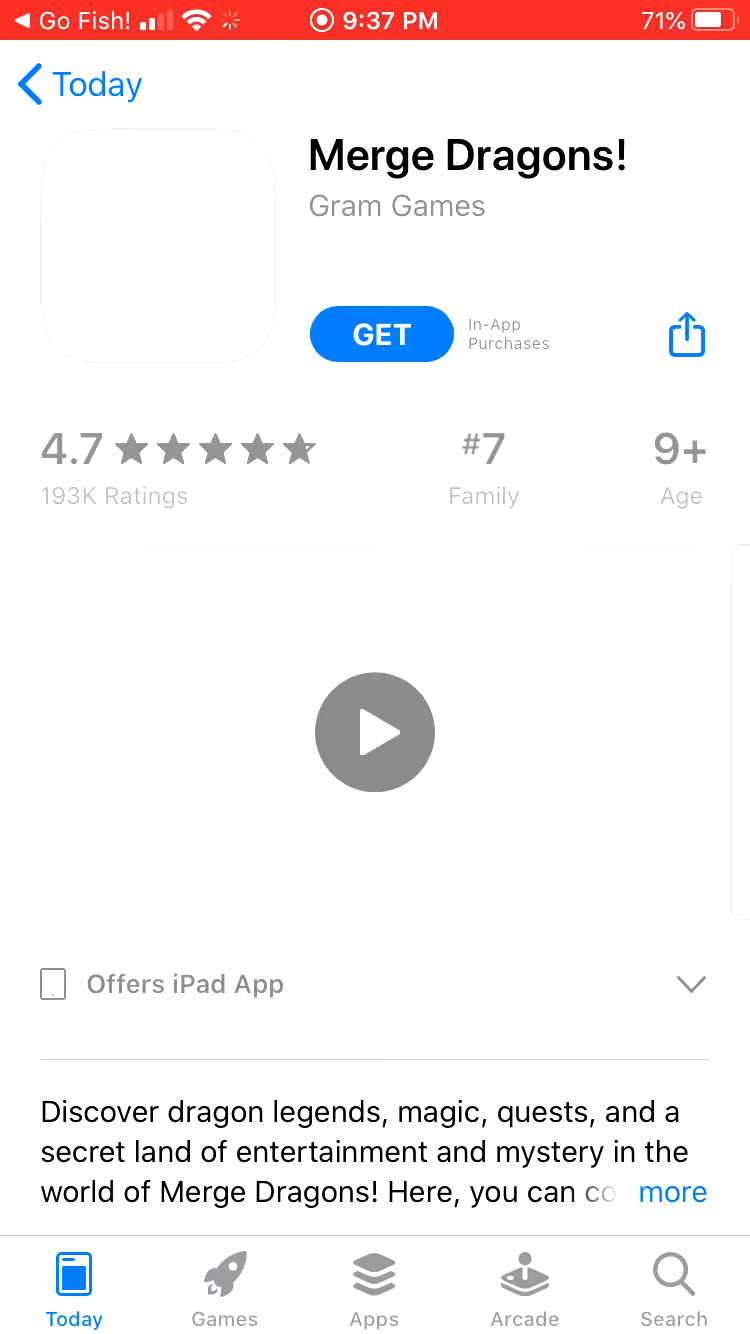 Go Fish! 9:37 PM 71%
Today
Merge Dragons!
Gram Games
GET
In-App
Purchases
4.7 #7 9+
193K Ratings Family Age
Offers iPad App
Discover dragon legends, magic, quests, and a
secret land of entertainment and mystery in the
world of Merge Dragons! Here, you can co more
Today Games Apps Arcade Search